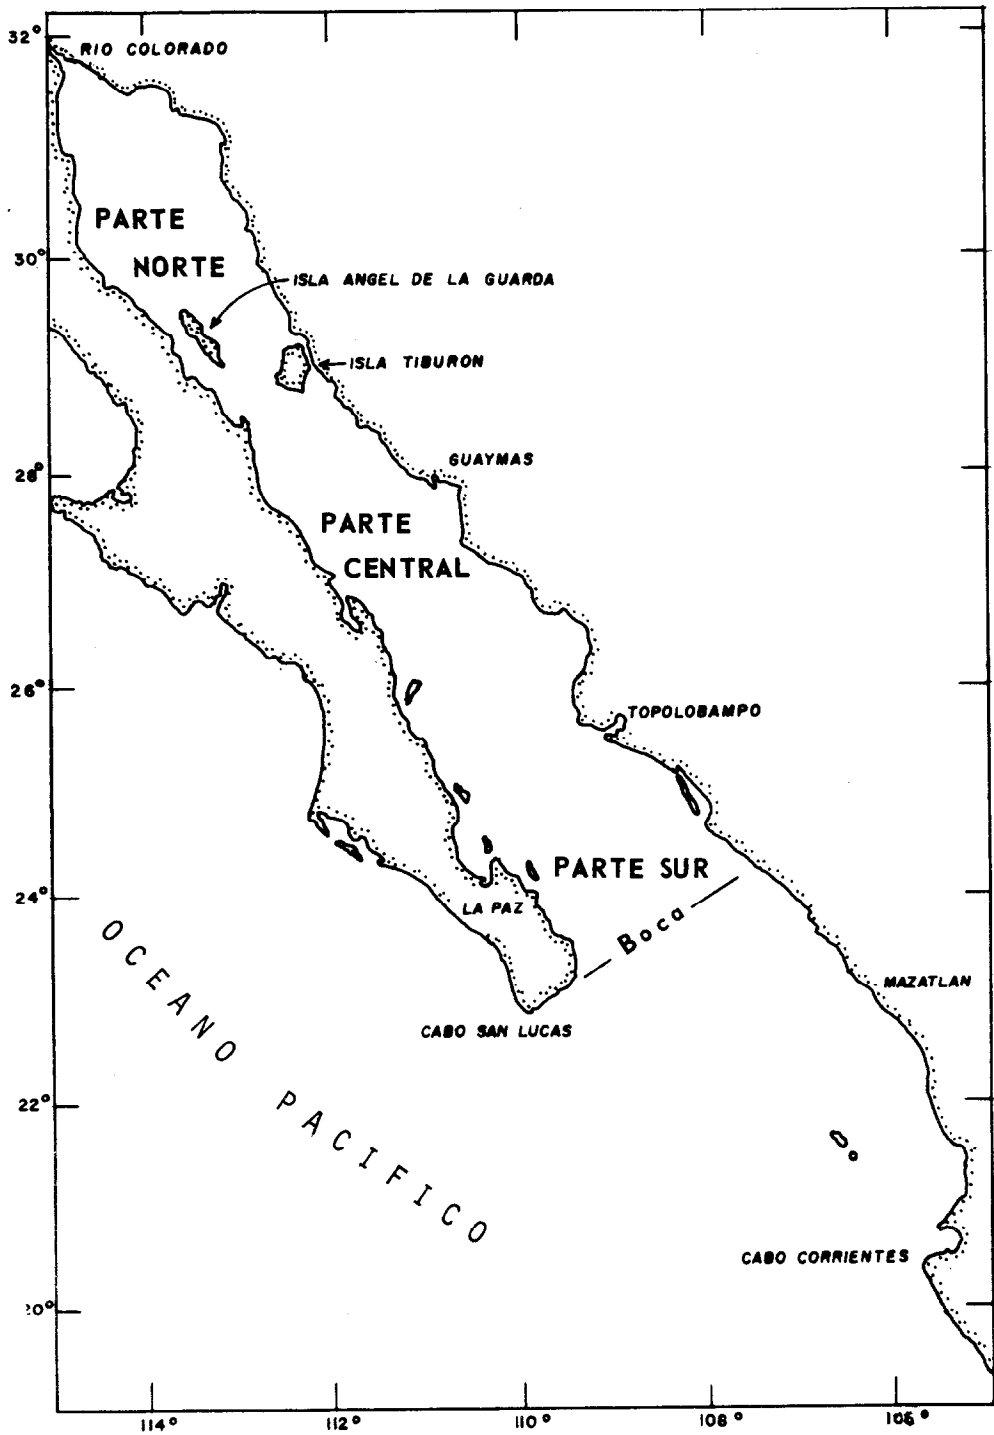 32°
RIO COLORADO
PARTE
NORTE
30°
ISLA ANGEL DE LA GUARDA
ISLA TIBURON
GUAYMAS
28°
PARTE
CENTRAL
26°
TOPOLOBAMPO
PARTE SUR
24°
LA PAZ
Boca
OCEANO PACIFICO
MAZATLAN
CABO SAN LUCAS
22°
CABO CORRIENTES
20°
114° 112° 110° 108° 106°